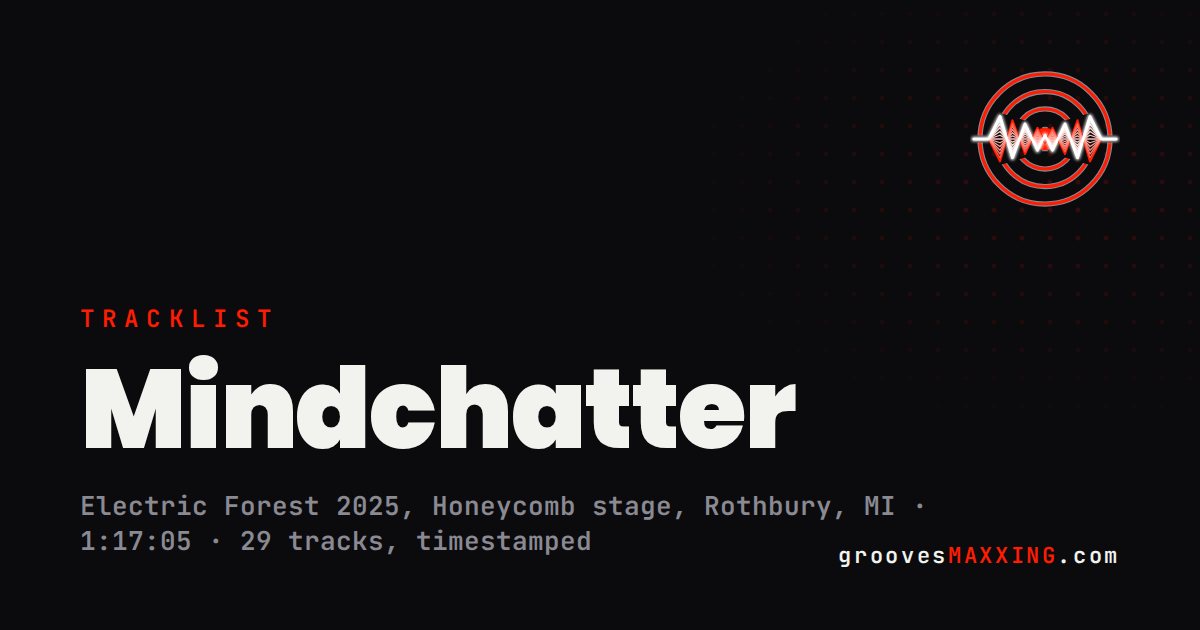 TRACKLIST
Mindchatter
Electric Forest 2025, Honeycomb stage, Rothbury, MI ·
1:17:05 · 29 tracks, timestamped
groovesMAXXING.com